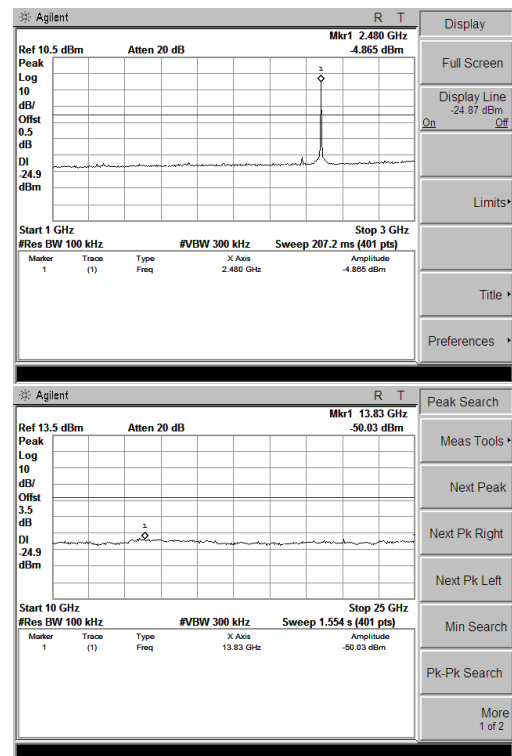 Agilent R T
Mkr1 2.480 GHz
Ref 10.5 dBm Atten 20 dB -4.865 dBm
Peak
Log
10
dB/
Offst
0.5
dB
DI
-24.9
dBm
1
Start 1 GHz Stop 3 GHz
#Res BW 100 kHz #VBW 300 kHz Sweep 207.2 ms (401 pts)
Marker Trace Type X Axis Amplitude
1 (1) Freq 2.480 GHz -4.865 dBm
Display
Full Screen
Display Line
-24.87 dBm
On Off
Limits
Title
Preferences
Agilent R T
Mkr1 13.83 GHz
Ref 13.5 dBm Atten 20 dB -50.03 dBm
Peak
Log
10
dB/
Offst
3.5
dB
DI
-24.9
dBm
1
Start 10 GHz Stop 25 GHz
#Res BW 100 kHz #VBW 300 kHz Sweep 1.554 s (401 pts)
Marker Trace Type X Axis Amplitude
1 (1) Freq 13.83 GHz -50.03 dBm
Peak Search
Meas Tools
Next Peak
Next Pk Right
Next Pk Left
Min Search
Pk-Pk Search
More
1 of 2